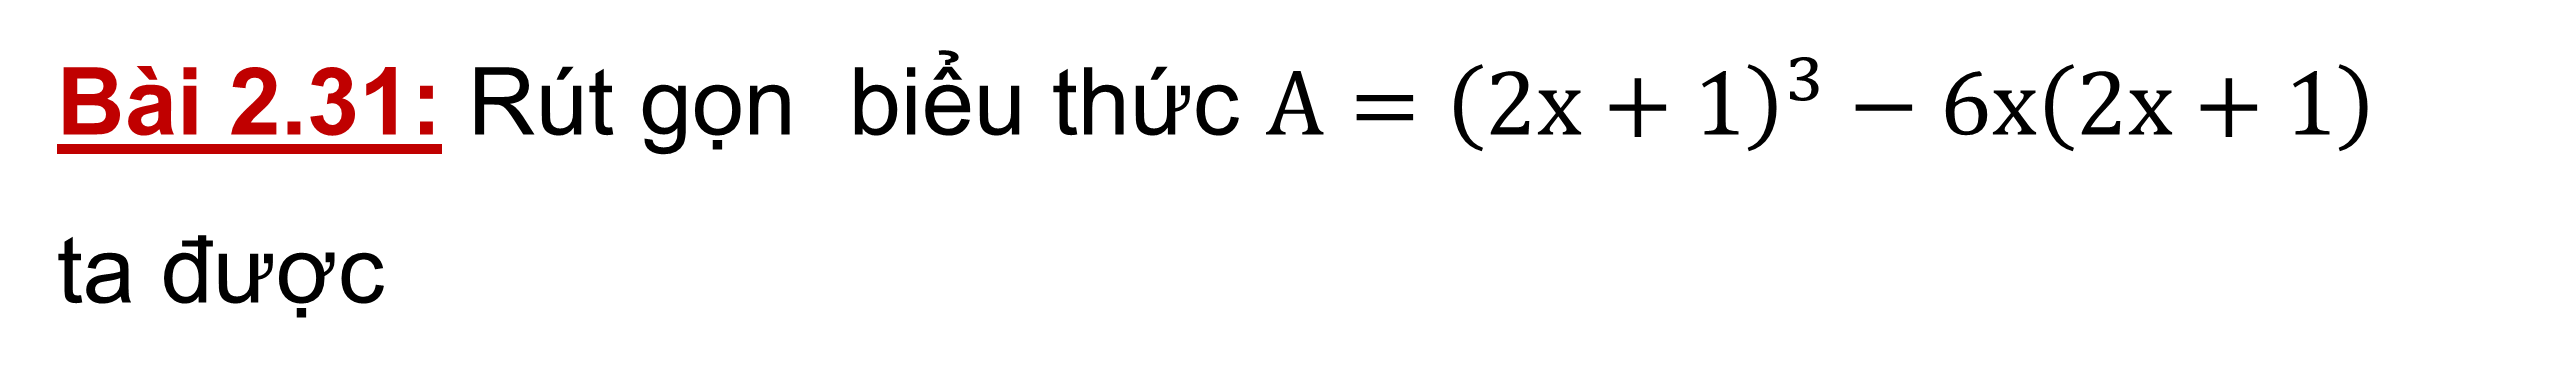 Bài 2.31: Rút gọn biểu thức A = (2x + 1)³ − 6x(2x + 1)
ta được